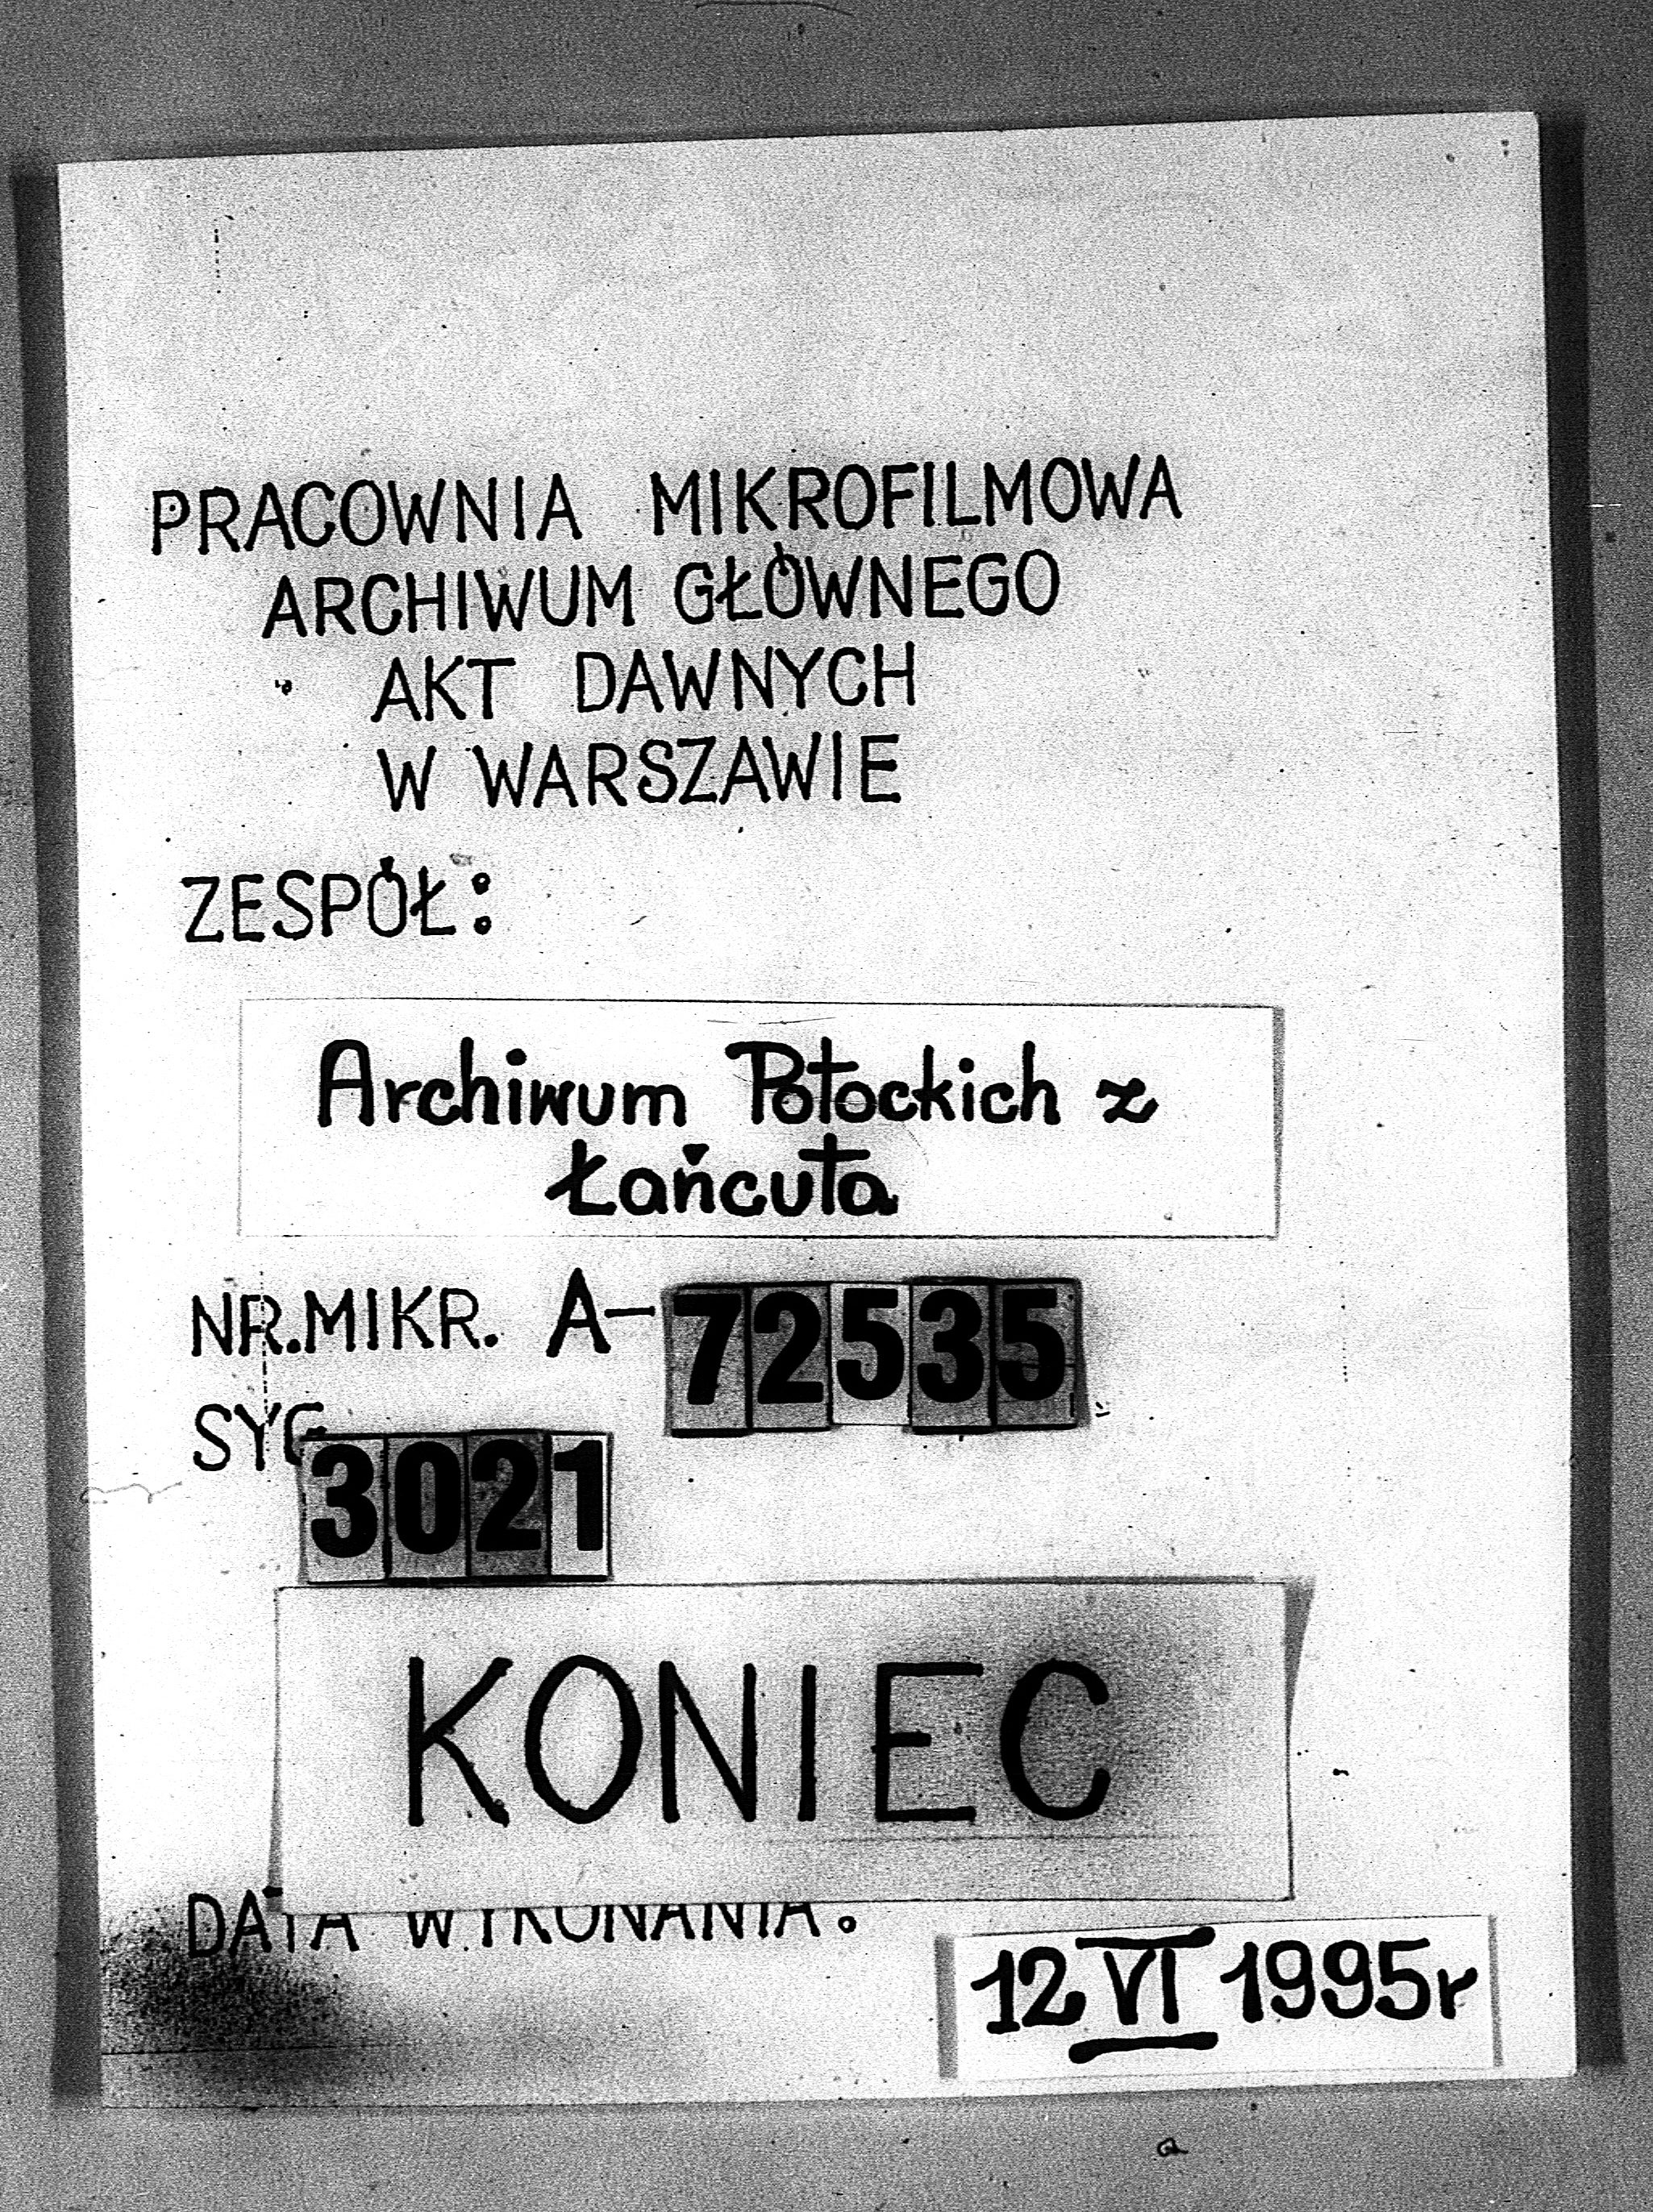 PRACOWNIA MIKROFILMOWA
ARCHIWUM GŁÓWNEGO
AKT DAWNYCH
W WARSZAWIE
ZESPÓŁ:
Archiwum Potockich z
Łańcuta
NR.MIKR. A-72535
SYG
3021
KONIEC
DATA WYKONANIA:
12 VI 1995r